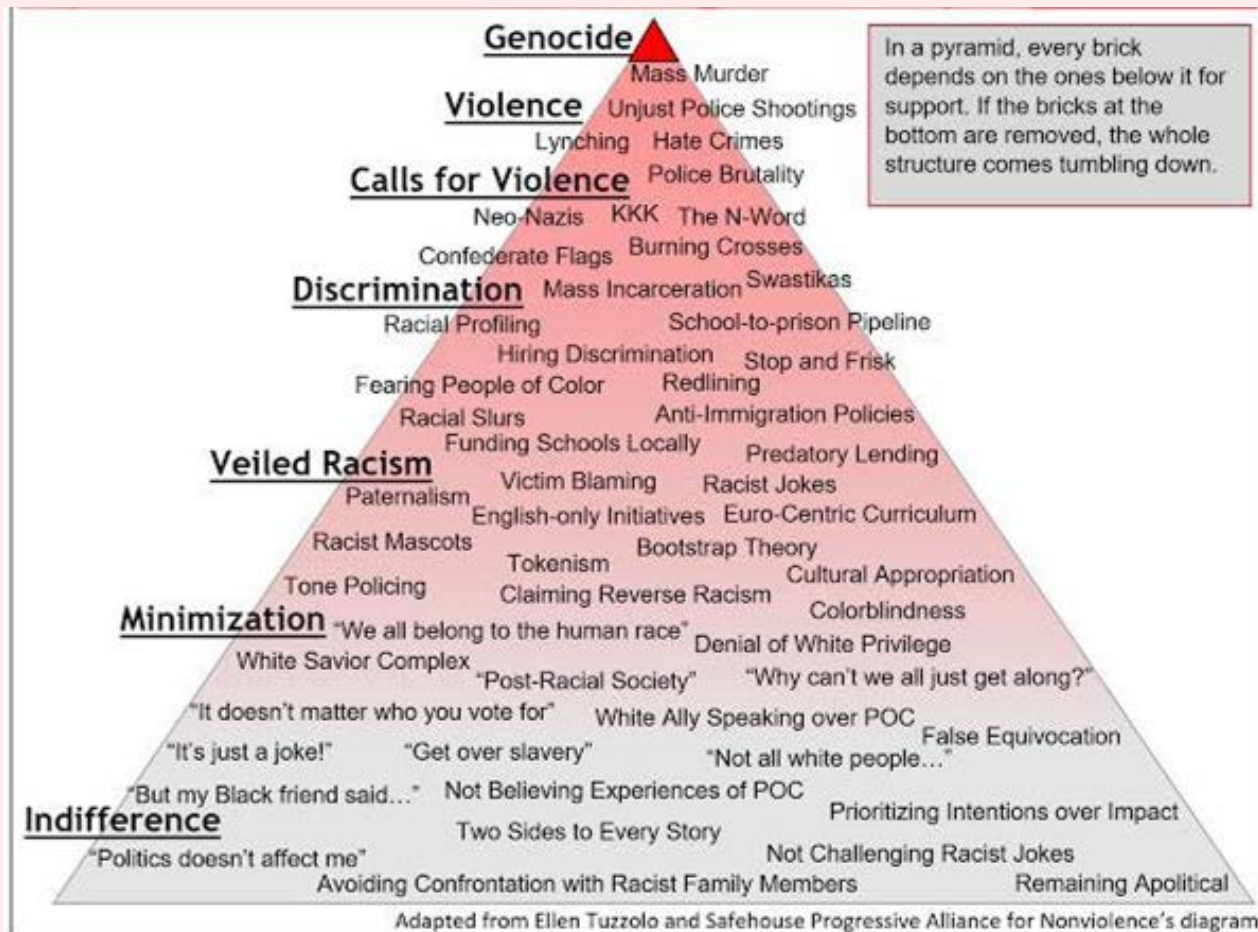 Genocide
Mass Murder
In a pyramid, every brick
depends on the ones below it for
support. If the bricks at the
bottom are removed, the whole
structure comes tumbling down.
Violence Unjust Police Shootings
Lynching Hate Crimes
Calls for Violence Police Brutality
Neo-Nazis KKK The N-Word
Confederate Flags Burning Crosses
Discrimination Mass Incarceration Swastikas
Racial Profiling School-to-prison Pipeline
Hiring Discrimination Stop and Frisk
Fearing People of Color Redlining
Racial Slurs Anti-Immigration Policies
Funding Schools Locally Predatory Lending
Veiled Racism Victim Blaming Racist Jokes
Paternalism English-only Initiatives Euro-Centric Curriculum
Racist Mascots Bootstrap Theory
Tokenism Cultural Appropriation
Tone Policing Claiming Reverse Racism Colorblindness
Minimization “We all belong to the human race” Denial of White Privilege
White Savior Complex “Post-Racial Society” “Why can’t we all just get along?”
“It doesn’t matter who you vote for” White Ally Speaking over POC False Equivocation
“It’s just a joke!” “Get over slavery” “Not all white people…”
“But my Black friend said…” Not Believing Experiences of POC Prioritizing Intentions over Impact
Indifference Two Sides to Every Story
“Politics doesn’t affect me” Not Challenging Racist Jokes
Avoiding Confrontation with Racist Family Members Remaining Apolitical
Adapted from Ellen Tuzzolo and Safehouse Progressive Alliance for Nonviolence’s diagram